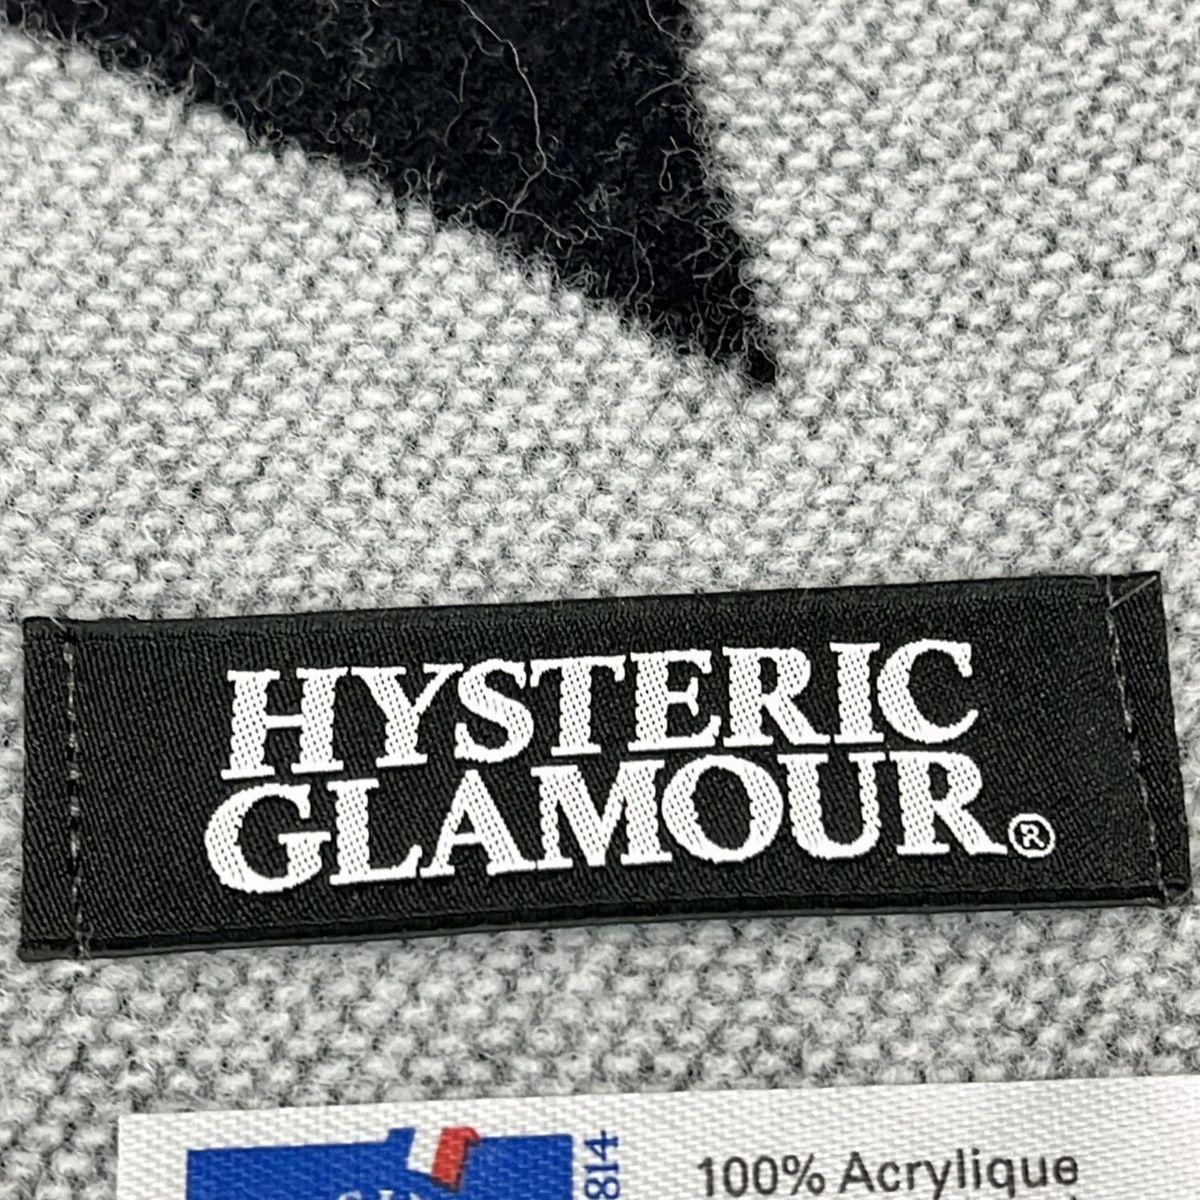 HYSTERIC
GLAMOUR®
814
100% Acrylique